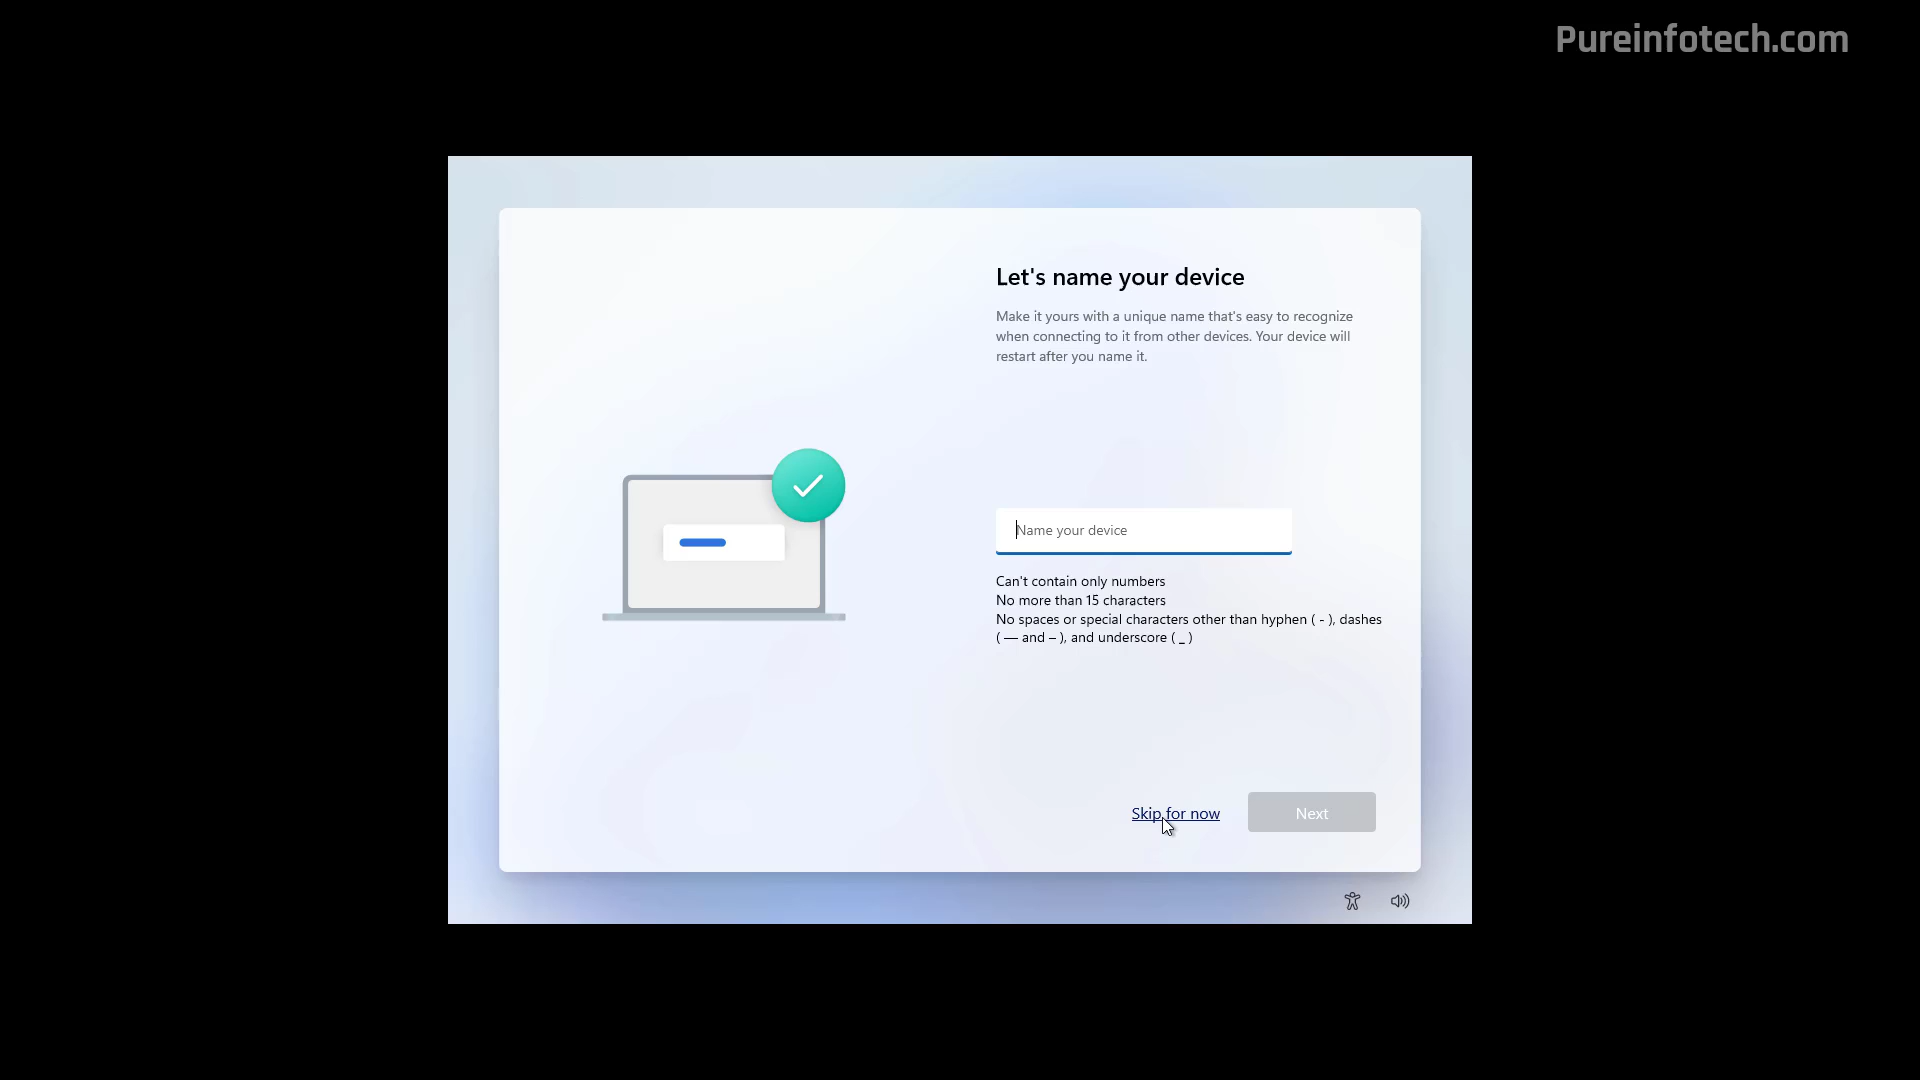 Pureinfotech.com
Let's name your device
Make it yours with a unique name that's easy to recognize
when connecting to it from other devices. Your device will
restart after you name it.
Name your device
Can't contain only numbers
No more than 15 characters
No spaces or special characters other than hyphen ( - ), dashes
( — and – ), and underscore ( _ )
Skip for now
Next